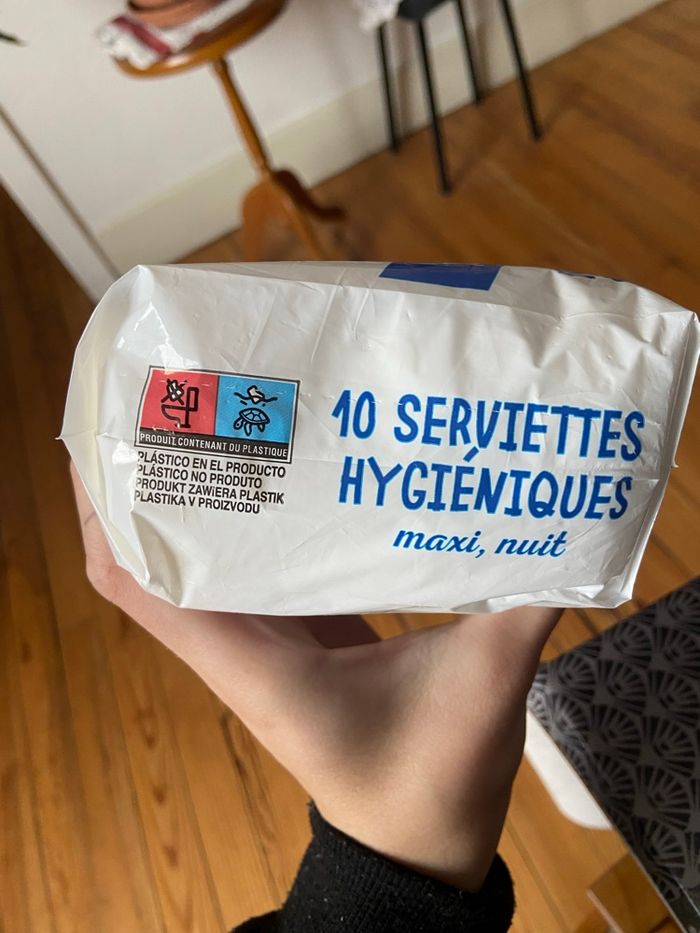 PRODUIT CONTENANT DU PLASTIQUE
PLÁSTICO EN EL PRODUCTO
PLÁSTICO NO PRODUTO
PRODUKT ZAWIERA PLASTIK
PLASTIKA V PROIZVODU
10 SERVIETTES
HYGIÉNIQUES
maxi, nuit